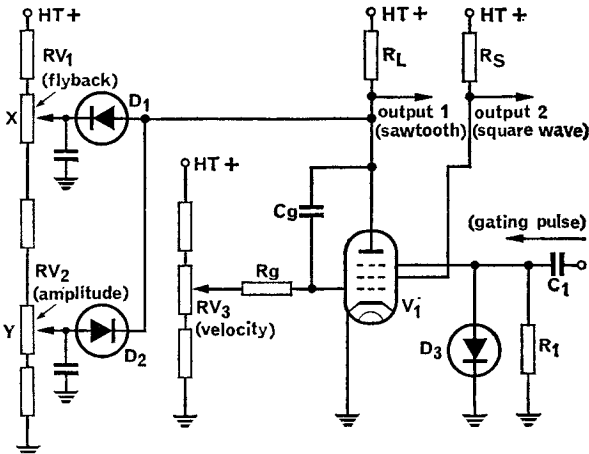 HT+
HT+
HT+
RV1
(flyback)
RL
RS
D1
X
output 1
(sawtooth)
output 2
(square wave)
HT+
Cg
(gating pulse)
RV2
(amplitude)
Rg
RV3
(velocity)
V1
C1
Y
D2
D3
R1